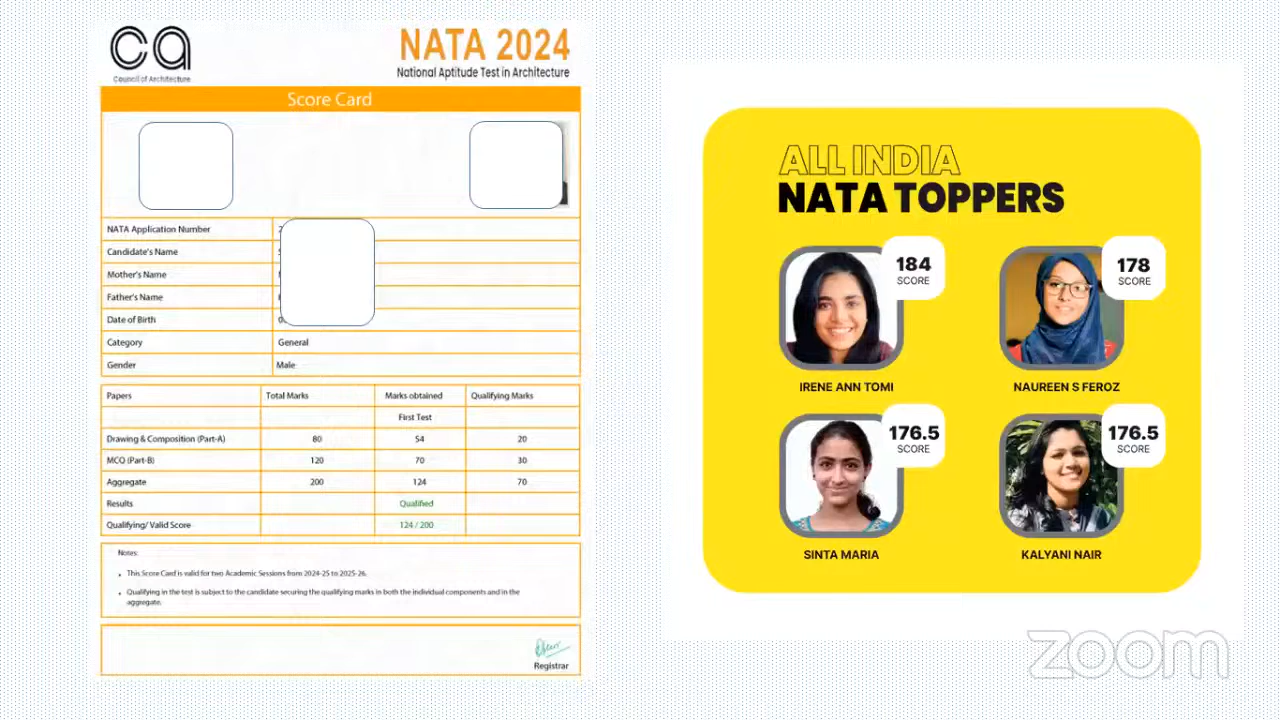 ca
Council of Architecture
NATA 2024
National Aptitude Test in Architecture
Score Card
NATA Application Number
Candidate's Name
Mother's Name
Father's Name
Date of Birth
Category General
Gender Male
Papers Total Marks Marks obtained Qualifying Marks
First Test
Drawing & Composition (Part-A) 80 54 20
MCQ (Part-B) 120 70 30
Aggregate 200 124 70
Results Qualified
Qualifying/ Valid Score 124 / 200
Notes:
• This Score Card is valid for two Academic Sessions from 2024-25 to 2025-26.
• Qualifying in the test is subject to the candidate securing the qualifying marks in both the individual components and in the
aggregate.
Registrar
ALL INDIA
NATA TOPPERS
184
SCORE
178
SCORE
IRENE ANN TOMI
NAUREEN S FEROZ
176.5
SCORE
176.5
SCORE
SINTA MARIA
KALYANI NAIR
zoom